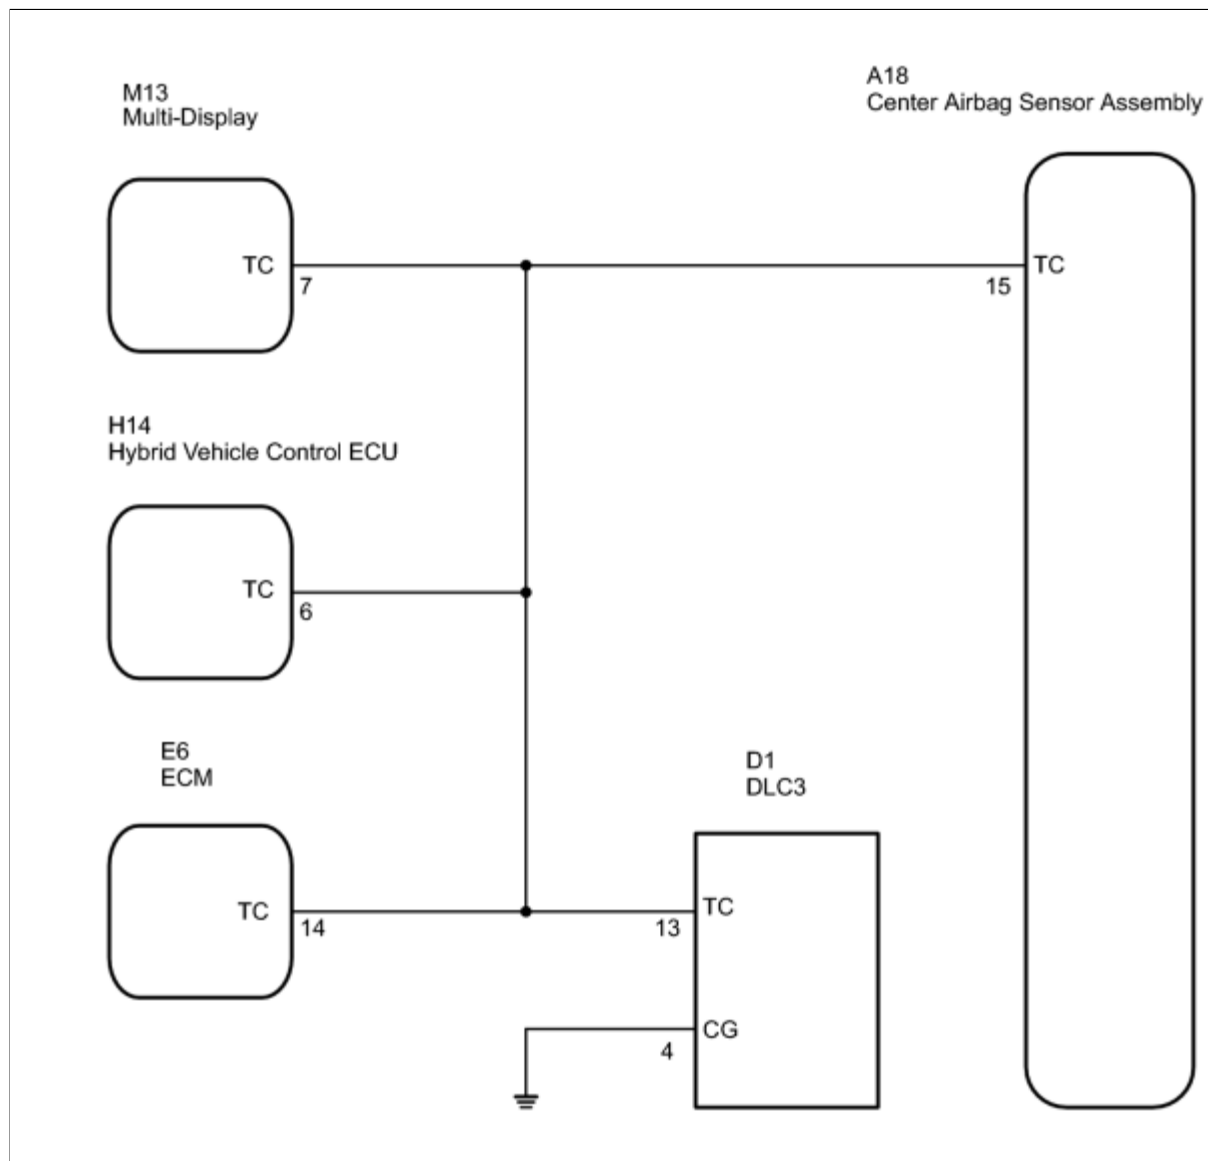 M13
Multi-Display
A18
Center Airbag Sensor Assembly
TC
7
15
TC
H14
Hybrid Vehicle Control ECU
TC
6
E6
ECM
D1
DLC3
TC
14
13
TC
4
CG